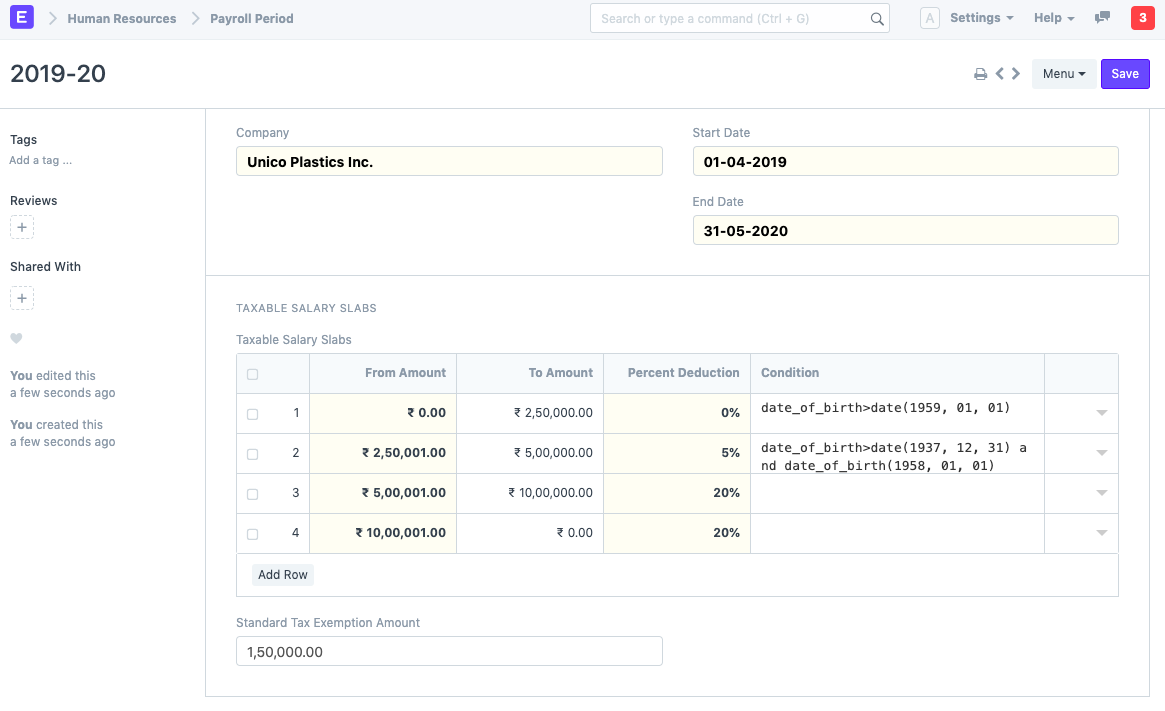 E Human Resources Payroll Period Search or type a command (Ctrl + G) A Settings Help 3
2019-20 Menu Save
Tags
Add a tag ...
Reviews
+
Shared With
+
You edited this
a few seconds ago
You created this
a few seconds ago
Company
Unico Plastics Inc.
Start Date
01-04-2019
End Date
31-05-2020
TAXABLE SALARY SLABS
Taxable Salary Slabs
From Amount To Amount Percent Deduction Condition
1 ₹ 0.00 ₹ 2,50,000.00 0% date_of_birth>date(1959, 01, 01)
2 ₹ 2,50,001.00 ₹ 5,00,000.00 5% date_of_birth>date(1937, 12, 31) a
nd date_of_birth(1958, 01, 01)
3 ₹ 5,00,001.00 ₹ 10,00,000.00 20%
4 ₹ 10,00,001.00 ₹ 0.00 20%
Add Row
Standard Tax Exemption Amount
1,50,000.00